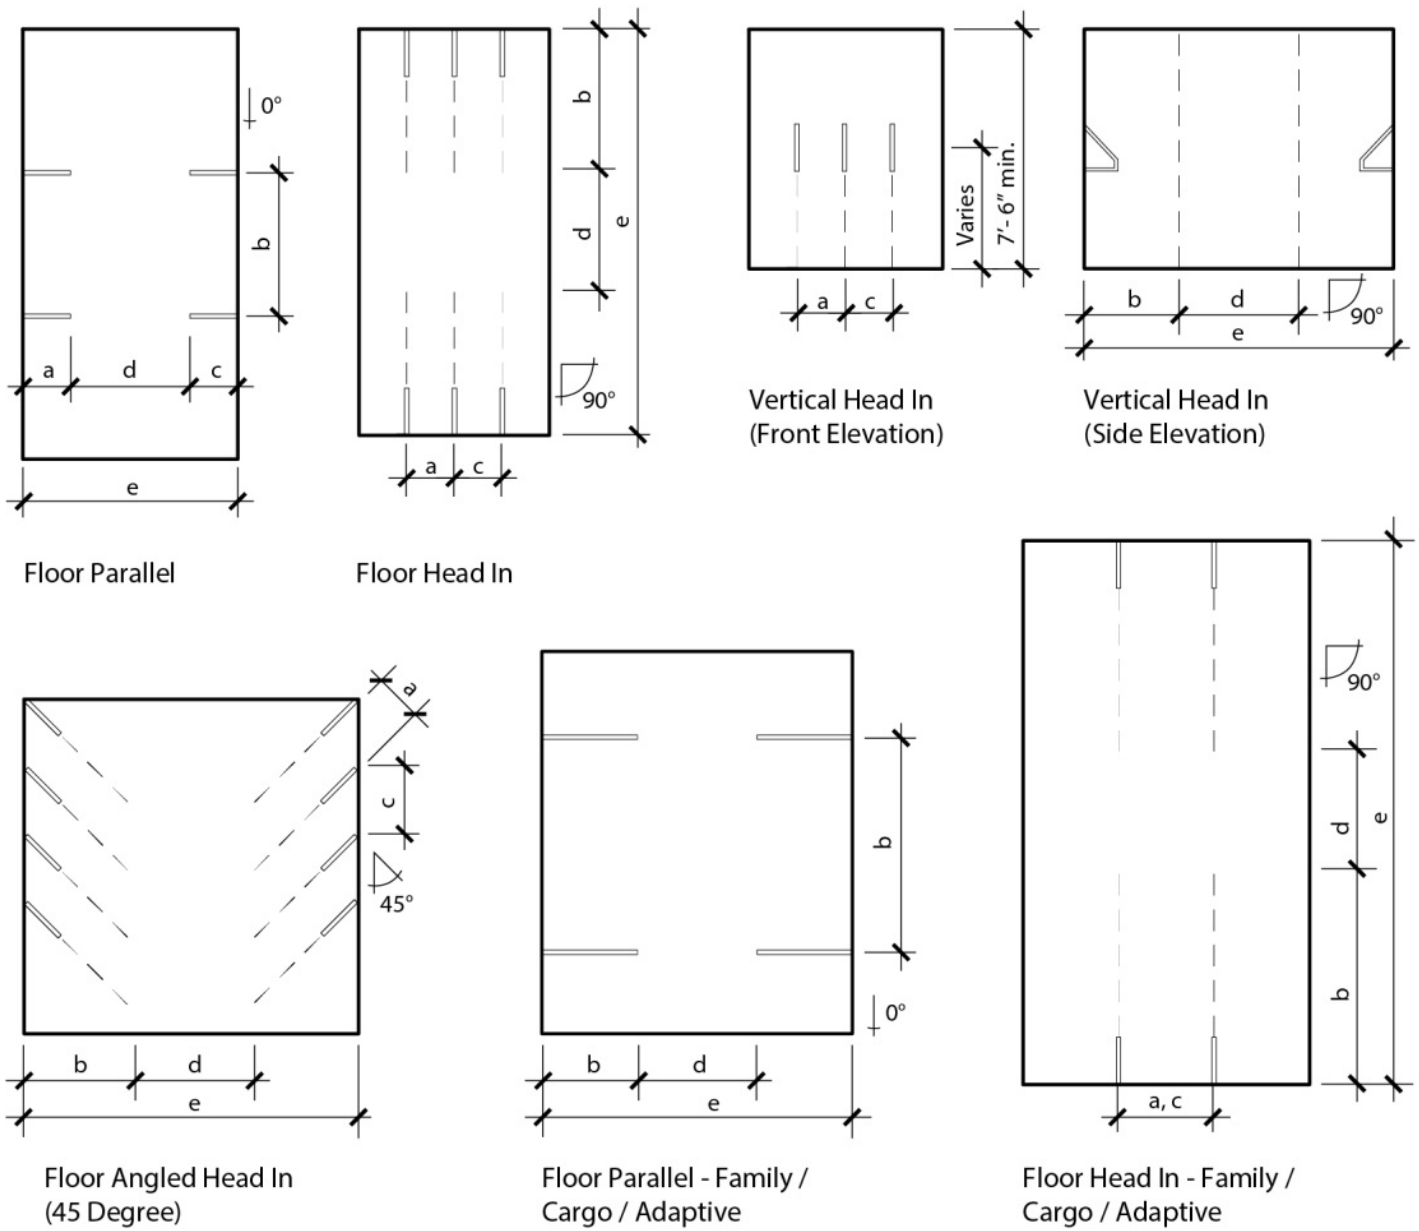 0°
b
a
d
c
e
Floor Parallel
b
d
e
90°
a
c
Floor Head In
Varies
7'- 6" min.
a
c
Vertical Head In
(Front Elevation)
b
d
90°
e
Vertical Head In
(Side Elevation)
a
c
45°
b
d
e
Floor Angled Head In
(45 Degree)
b
0°
b
d
e
Floor Parallel - Family /
Cargo / Adaptive
90°
d
e
b
a, c
Floor Head In - Family /
Cargo / Adaptive